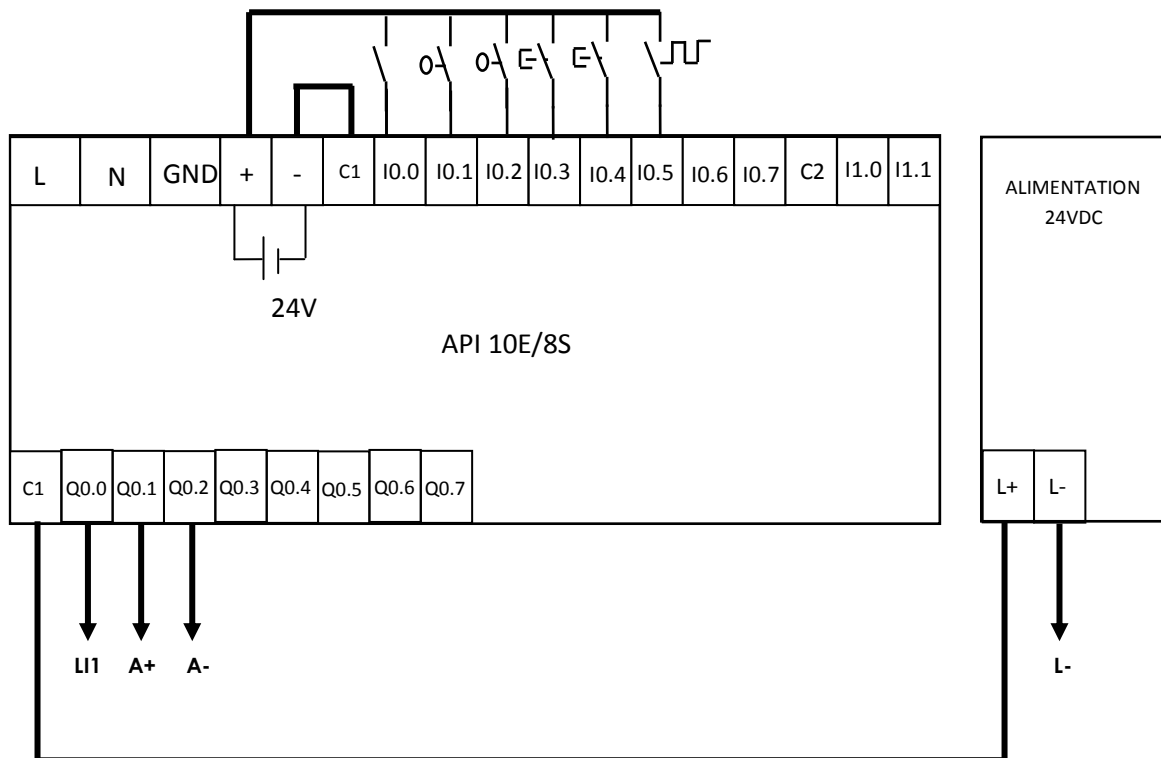 L N GND + - C1 I0.0 I0.1 I0.2 I0.3 I0.4 I0.5 I0.6 I0.7 C2 I1.0 I1.1
ALIMENTATION
24VDC
24V
API 10E/8S
C1 Q0.0 Q0.1 Q0.2 Q0.3 Q0.4 Q0.5 Q0.6 Q0.7
L+ L-
LI1 A+ A-
L-